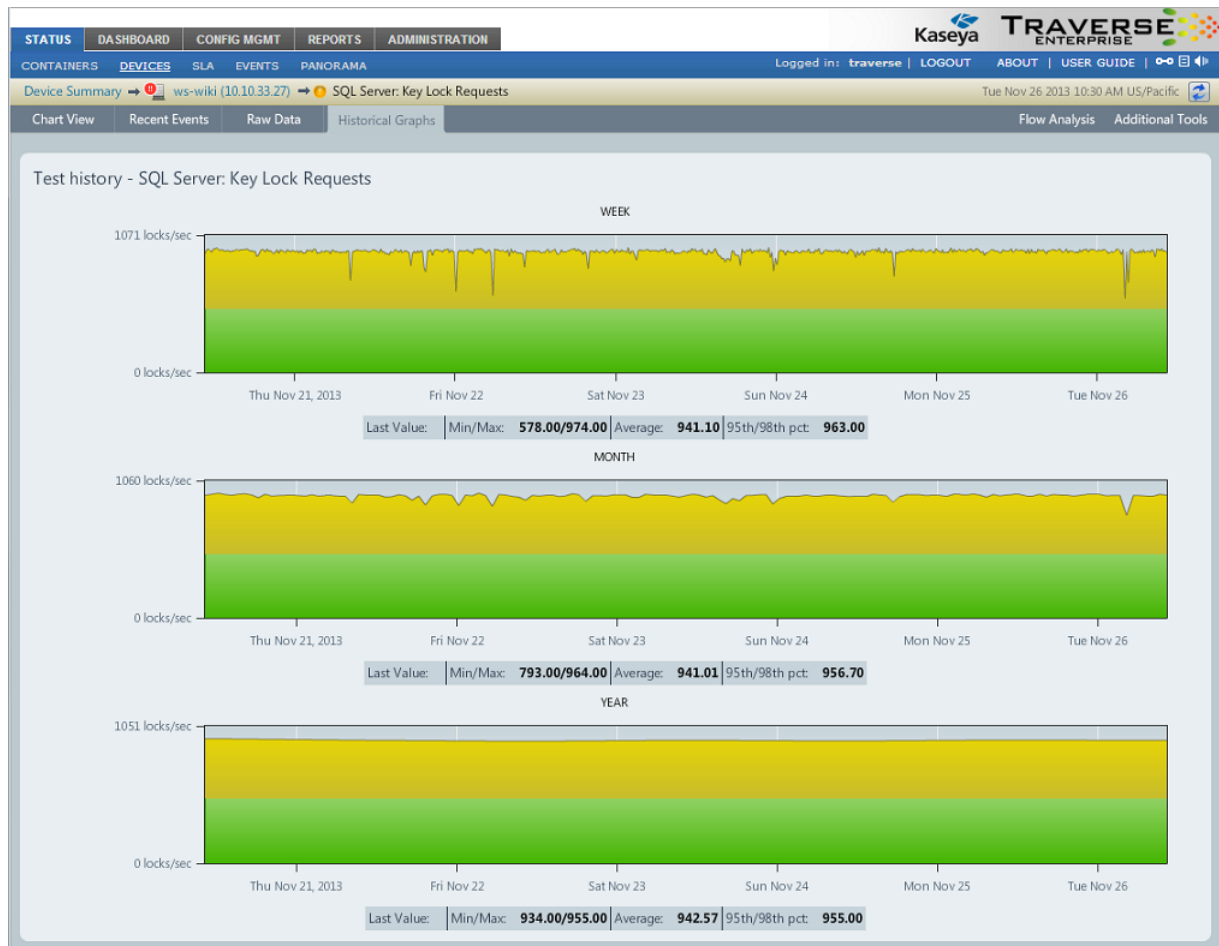 Kaseya TRAVERSE ENTERPRISE
STATUS DASHBOARD CONFIG MGMT REPORTS ADMINISTRATION
CONTAINERS DEVICES SLA EVENTS PANORAMA Logged in: traverse | LOGOUT ABOUT | USER GUIDE |
Device Summary ws-wiki (10.10.33.27) SQL Server: Key Lock Requests Tue Nov 26 2013 10:30 AM US/Pacific
Chart View Recent Events Raw Data Historical Graphs Flow Analysis Additional Tools
Test history - SQL Server: Key Lock Requests
WEEK
1071 locks/sec
0 locks/sec
Thu Nov 21, 2013 Fri Nov 22 Sat Nov 23 Sun Nov 24 Mon Nov 25 Tue Nov 26
Last Value: Min/Max: 578.00/974.00 Average: 941.10 95th/98th pct: 963.00
MONTH
1060 locks/sec
0 locks/sec
Thu Nov 21, 2013 Fri Nov 22 Sat Nov 23 Sun Nov 24 Mon Nov 25 Tue Nov 26
Last Value: Min/Max: 793.00/964.00 Average: 941.01 95th/98th pct: 956.70
YEAR
1051 locks/sec
0 locks/sec
Thu Nov 21, 2013 Fri Nov 22 Sat Nov 23 Sun Nov 24 Mon Nov 25 Tue Nov 26
Last Value: Min/Max: 934.00/955.00 Average: 942.57 95th/98th pct: 955.00